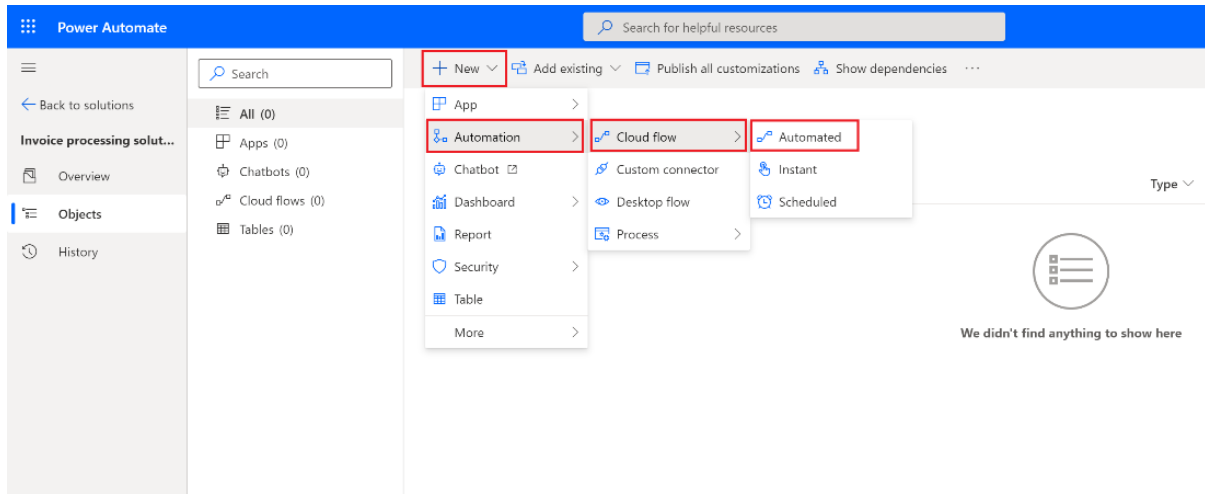 Power Automate
Search for helpful resources
Back to solutions
Invoice processing solut...
Overview
Objects
History
Search
All (0)
Apps (0)
Chatbots (0)
Cloud flows (0)
Tables (0)
New
Add existing
Publish all customizations
Show dependencies
...
App
Automation
Chatbot
Dashboard
Report
Security
Table
More
Cloud flow
Custom connector
Desktop flow
Process
Automated
Instant
Scheduled
Type
We didn't find anything to show here